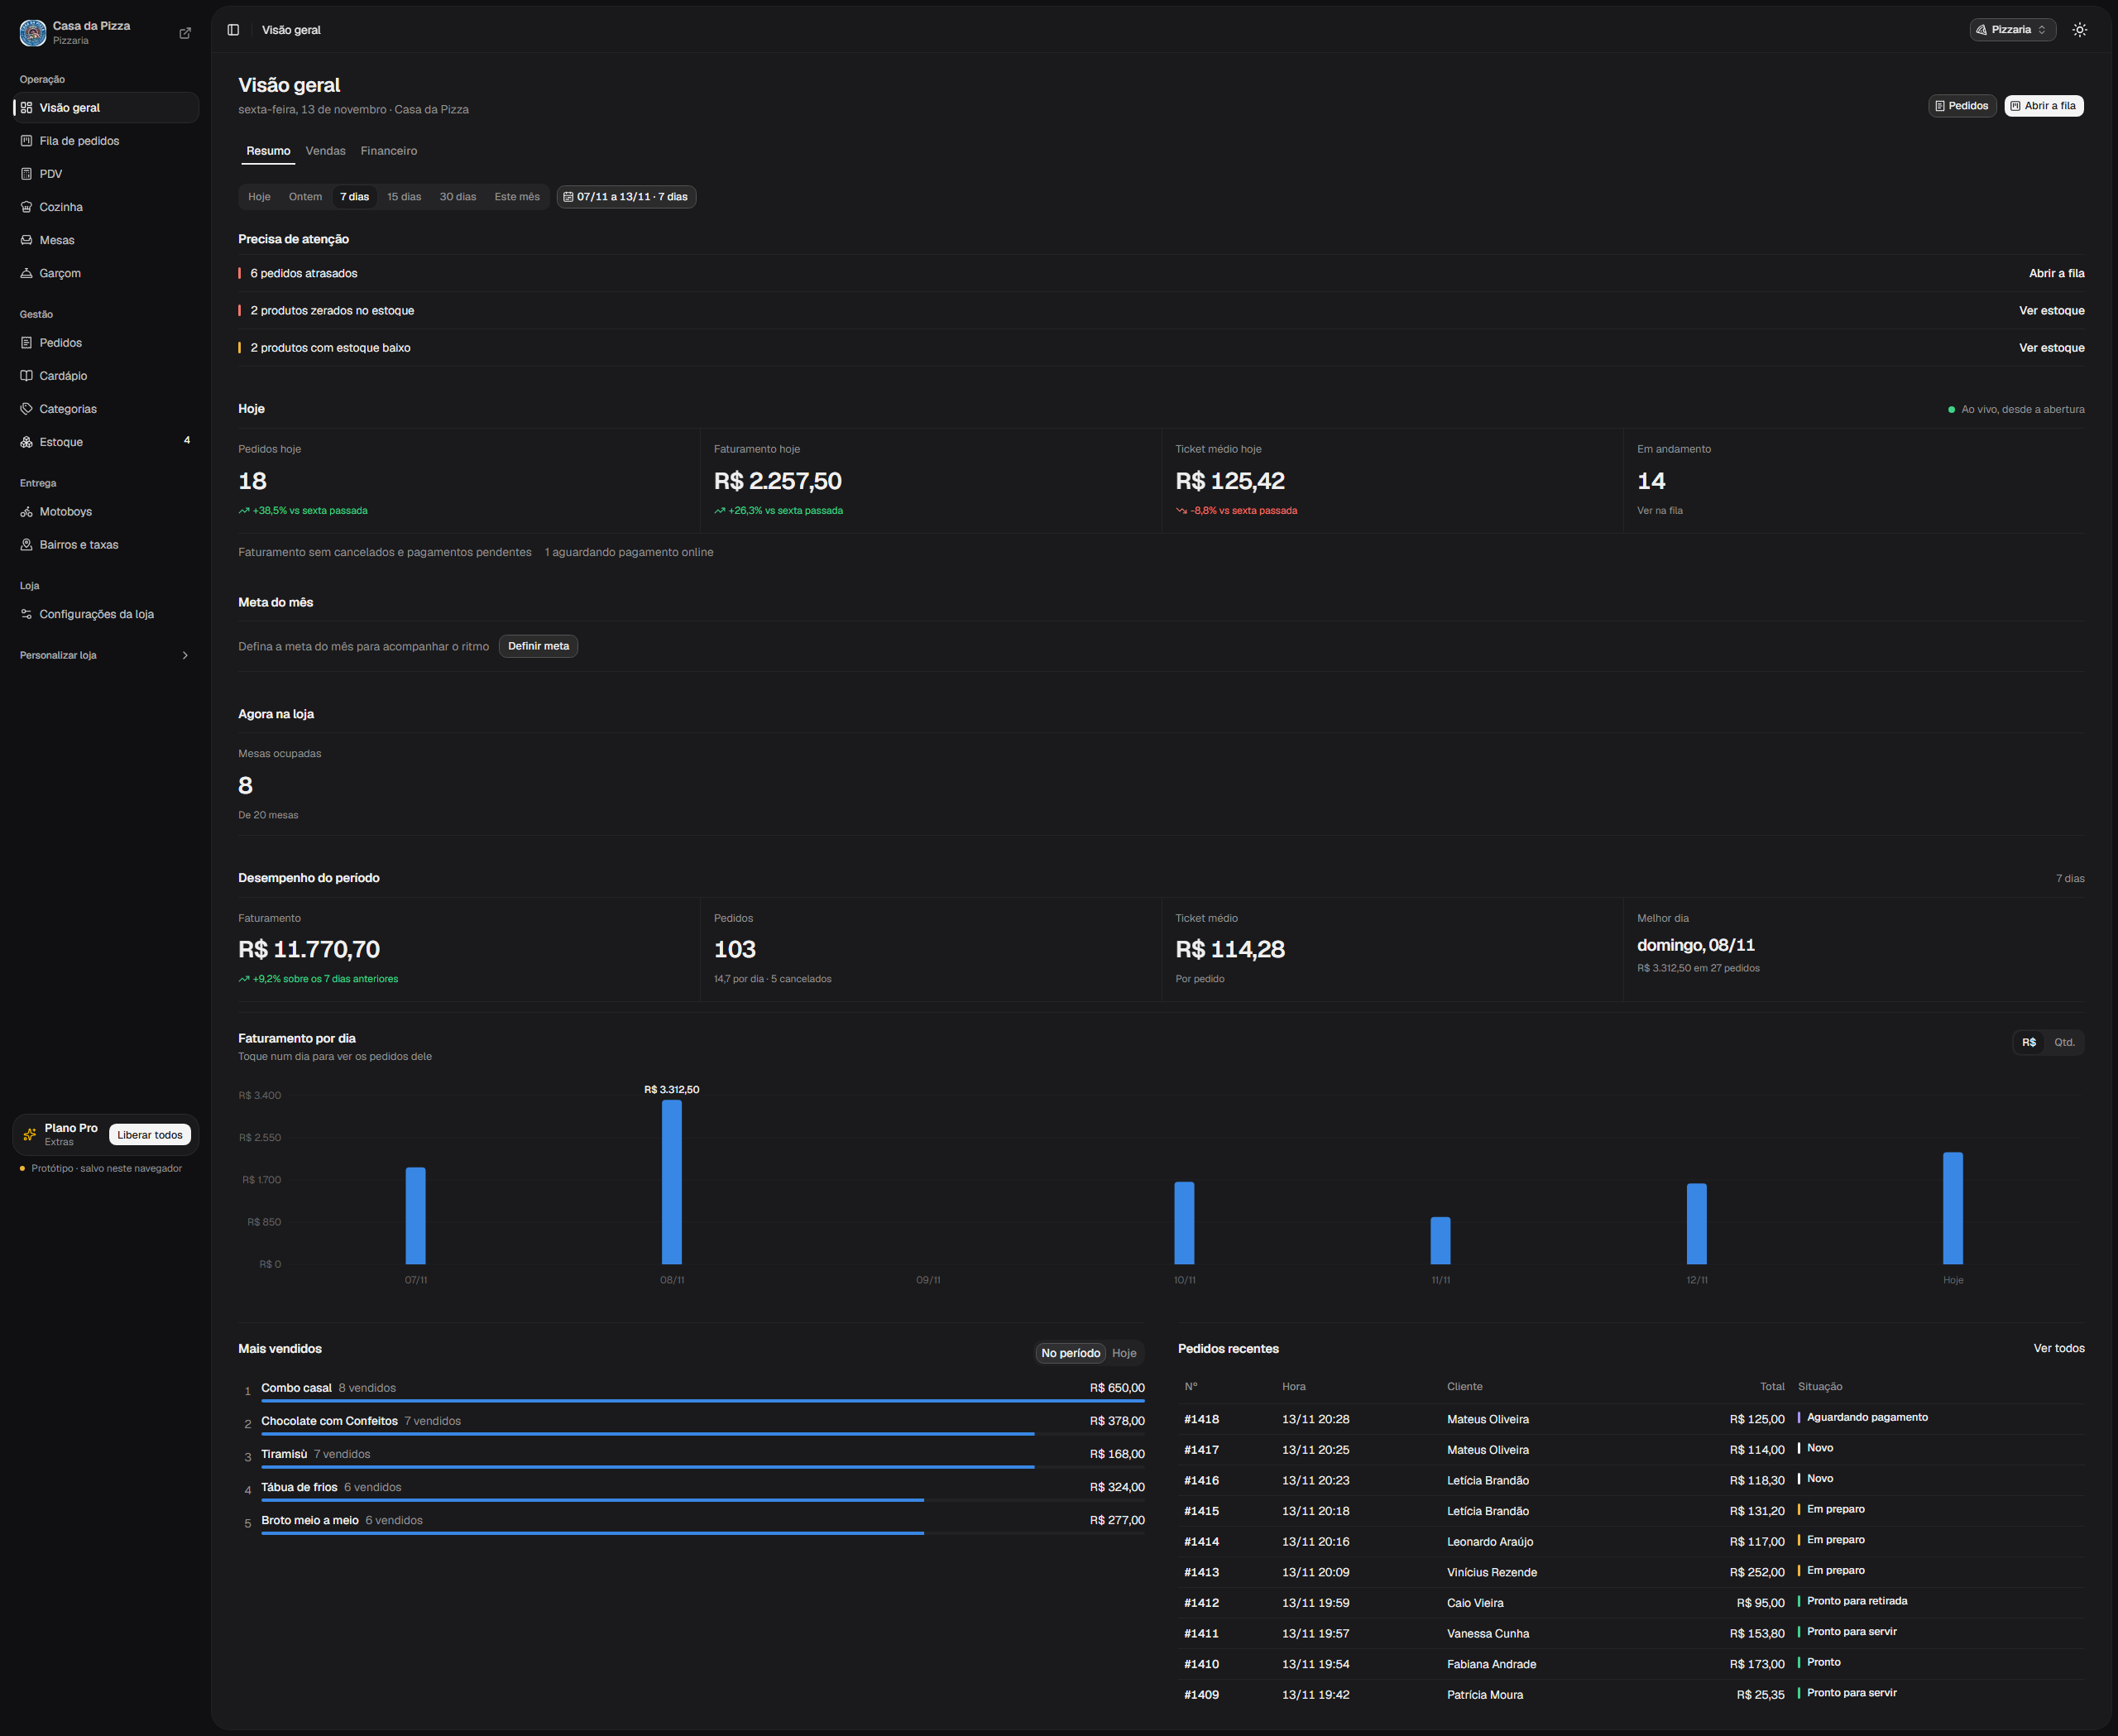 Casa da Pizza
Pizzaria
Operação
Visão geral
Fila de pedidos
PDV
Cozinha
Mesas
Garçom
Gestão
Pedidos
Cardápio
Categorias
Estoque 4
Entrega
Motoboys
Bairros e taxas
Loja
Configurações da loja
Personalizar loja
Plano Pro
Extras
Liberar todos
Protótipo · salvo neste navegador
Visão geral
Pizzaria
Visão geral
sexta-feira, 13 de novembro · Casa da Pizza
Pedidos Abrir a fila
Resumo Vendas Financeiro
Hoje Ontem 7 dias 15 dias 30 dias Este mês 07/11 a 13/11 · 7 dias
Precisa de atenção
6 pedidos atrasados Abrir a fila
2 produtos zerados no estoque Ver estoque
2 produtos com estoque baixo Ver estoque
Hoje Ao vivo, desde a abertura
Pedidos hoje Faturamento hoje Ticket médio hoje Em andamento
18 R$ 2.257,50 R$ 125,42 14
+38,5% vs sexta passada +26,3% vs sexta passada -8,8% vs sexta passada Ver na fila
Faturamento sem cancelados e pagamentos pendentes 1 aguardando pagamento online
Meta do mês
Defina a meta do mês para acompanhar o ritmo Definir meta
Agora na loja
Mesas ocupadas
8
De 20 mesas
Desempenho do período 7 dias
Faturamento Pedidos Ticket médio Melhor dia
R$ 11.770,70 103 R$ 114,28 domingo, 08/11
+9,2% sobre os 7 dias anteriores 14,7 por dia · 5 cancelados Por pedido R$ 3.312,50 em 27 pedidos
Faturamento por dia
Toque num dia para ver os pedidos dele
R$ Qtd.
R$ 3.312,50
R$ 3.400
R$ 2.550
R$ 1.700
R$ 850
R$ 0
07/11 08/11 09/11 10/11 11/11 12/11 Hoje
Mais vendidos No período Hoje
1 Combo casal 8 vendidos R$ 650,00
2 Chocolate com Confeitos 7 vendidos R$ 378,00
3 Tiramisù 7 vendidos R$ 168,00
4 Tábua de frios 6 vendidos R$ 324,00
5 Broto meio a meio 6 vendidos R$ 277,00
Pedidos recentes Ver todos
N° Hora Cliente Total Situação
#1418 13/11 20:28 Mateus Oliveira R$ 125,00 Aguardando pagamento
#1417 13/11 20:25 Mateus Oliveira R$ 114,00 Novo
#1416 13/11 20:23 Letícia Brandão R$ 118,30 Novo
#1415 13/11 20:18 Letícia Brandão R$ 131,20 Em preparo
#1414 13/11 20:16 Leonardo Araújo R$ 117,00 Em preparo
#1413 13/11 20:09 Vinícius Rezende R$ 252,00 Em preparo
#1412 13/11 19:59 Caio Vieira R$ 95,00 Pronto para retirada
#1411 13/11 19:57 Vanessa Cunha R$ 153,80 Pronto para servir
#1410 13/11 19:54 Fabiana Andrade R$ 173,00 Pronto
#1409 13/11 19:42 Patrícia Moura R$ 25,35 Pronto para servir